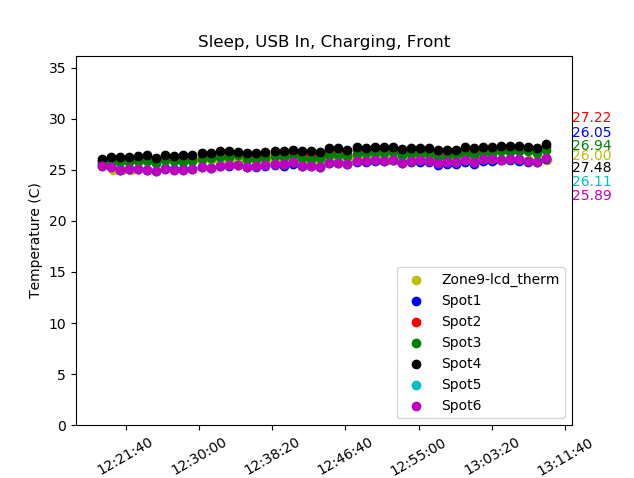 Sleep, USB In, Charging, Front
Temperature (C)
35
30
25
20
15
10
5
0
27.22
26.05
26.94
26.00
27.48
26.11
25.89
Zone9-lcd_therm
Spot1
Spot2
Spot3
Spot4
Spot5
Spot6
12:21:40
12:30:00
12:38:20
12:46:40
12:55:00
13:03:20
13:11:40